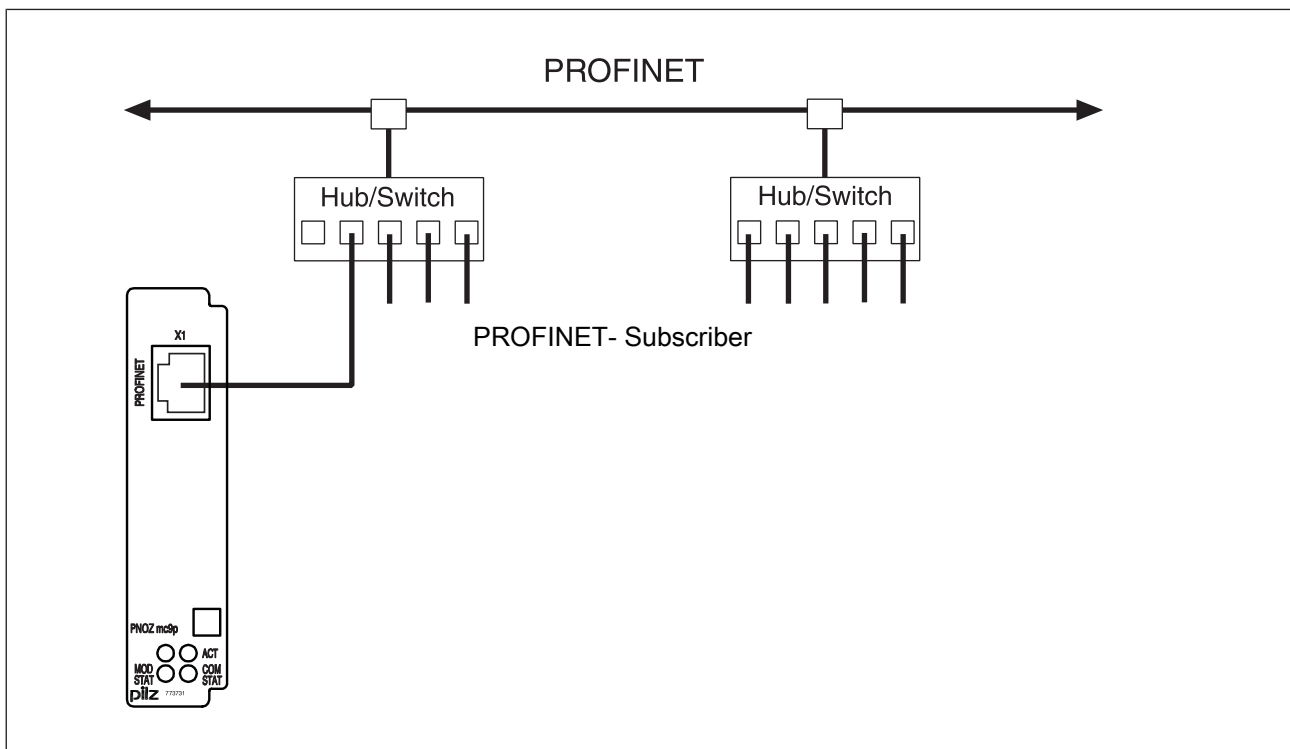 PROFINET
Hub/Switch
Hub/Switch
X1
PROFINET
PROFINET- Subscriber
PNOZ mc9p
ACT
MOD STAT
COM STAT
pilz 773731